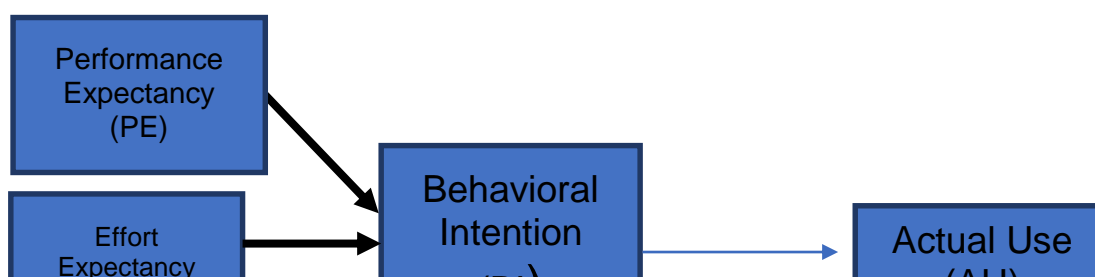 Performance
Expectancy
(PE)
Effort
Expectancy
Behavioral
Intention
Actual Use